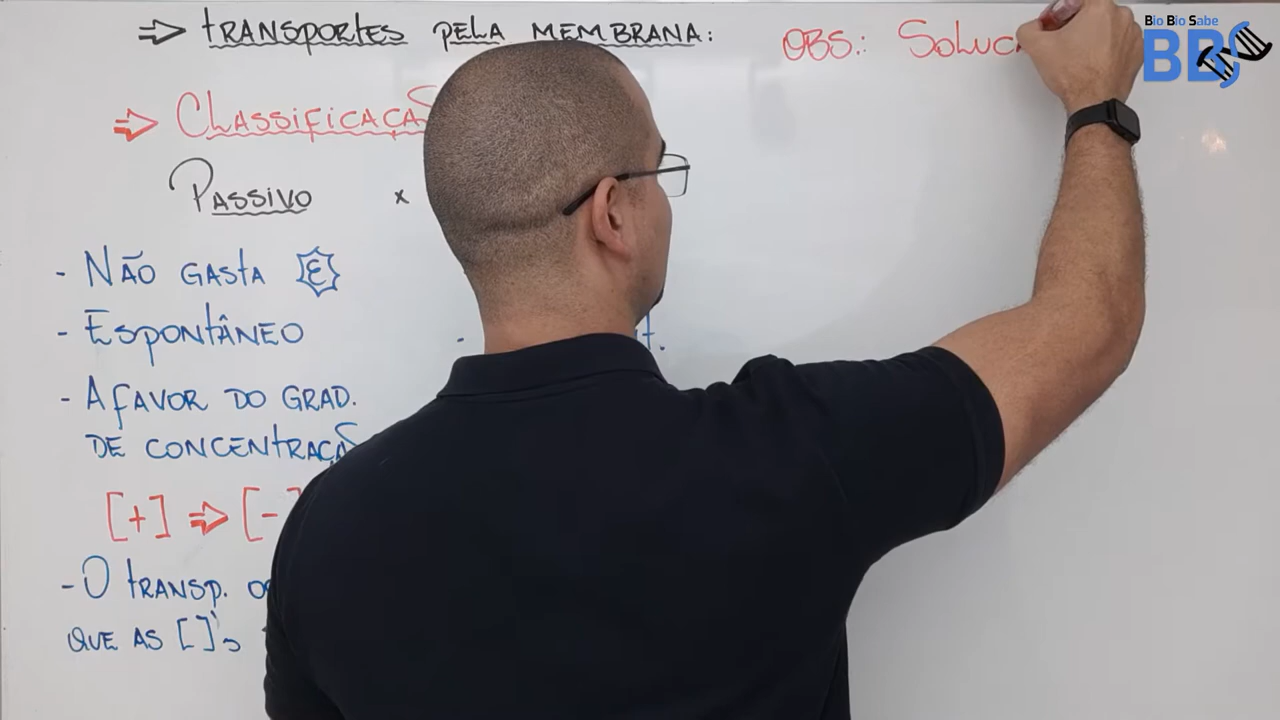 ⇒ TRANSPORTES PELA MEMBRANA:
OBS.: SOLUC
Bio Bio Sabe
BBS
⇒ CLASSIFICAÇÃ
PASSIVO x
- NÃO GASTA E
- ESPONTÂNEO
- A FAVOR DO GRAD.
DE CONCENTRAÇÃ
[+] ⇒ [-]
- O TRANSP.
QUE AS []'s